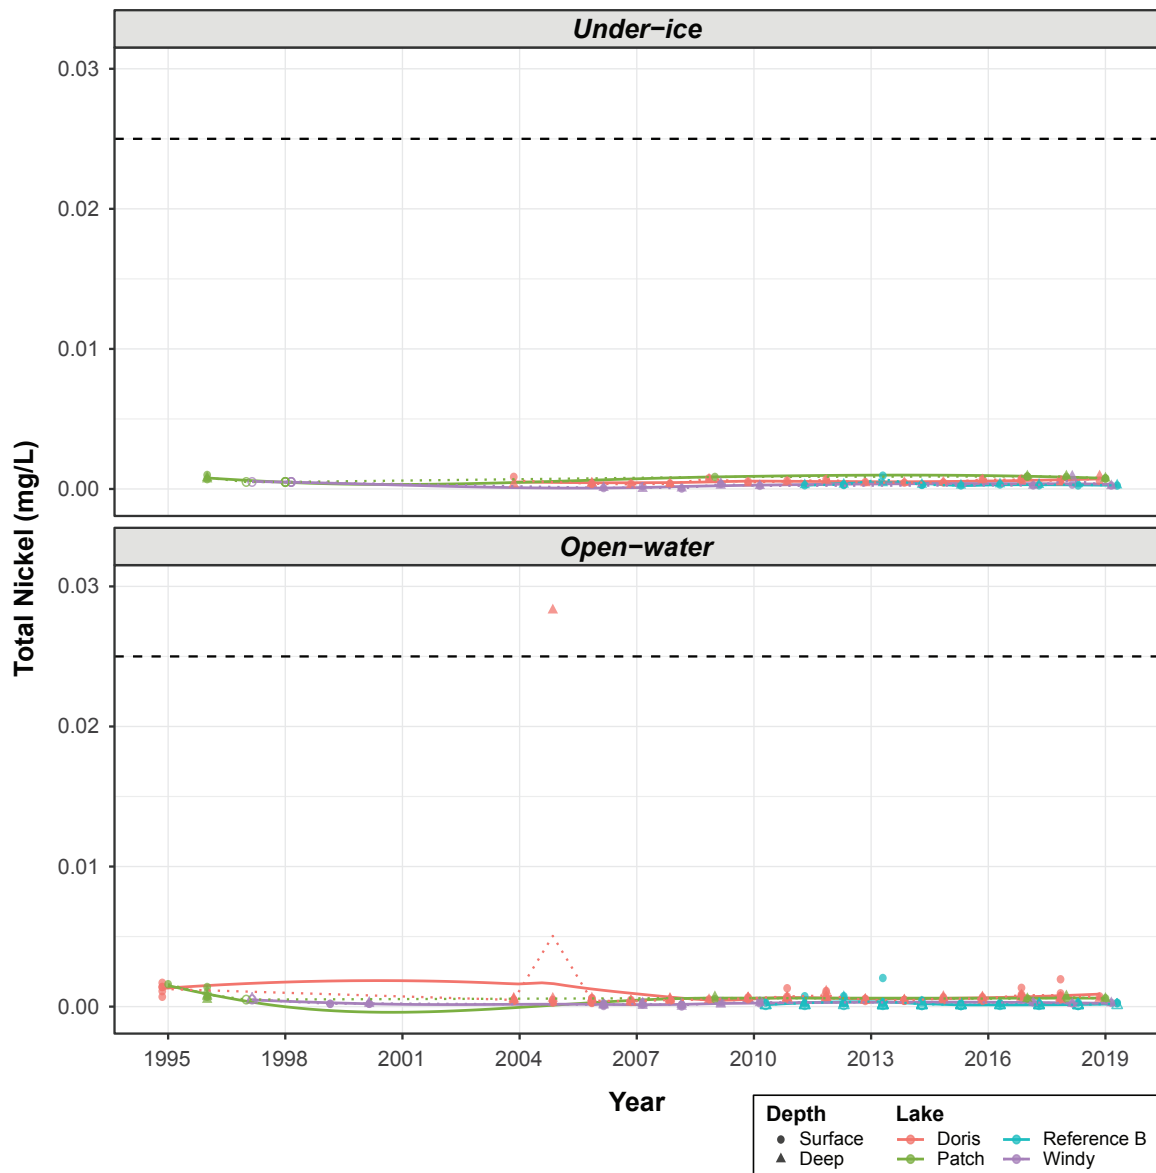 Under−ice
0.03
0.02
0.01
0.00
Total Nickel (mg/L)
Open−water
0.03
0.02
0.01
0.00
1995 1998 2001 2004 2007 2010 2013 2016 2019
Year
Depth Lake
Surface Doris Reference B
Deep Patch Windy